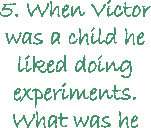 5. When Victor
was a child he
liked doing
experiments.
What was he